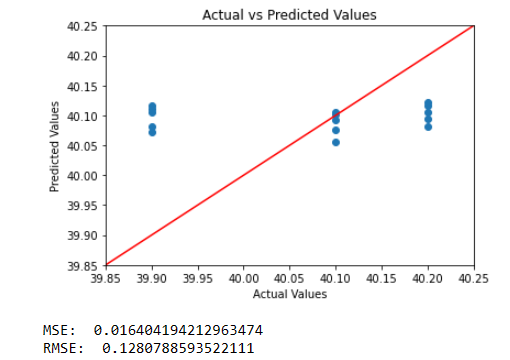 Actual vs Predicted Values
40.25
40.20
40.15
40.10
40.05
40.00
39.95
39.90
39.85
Predicted Values
39.85 39.90 39.95 40.00 40.05 40.10 40.15 40.20 40.25
Actual Values
MSE: 0.016404194212963474
RMSE: 0.1280788593522111